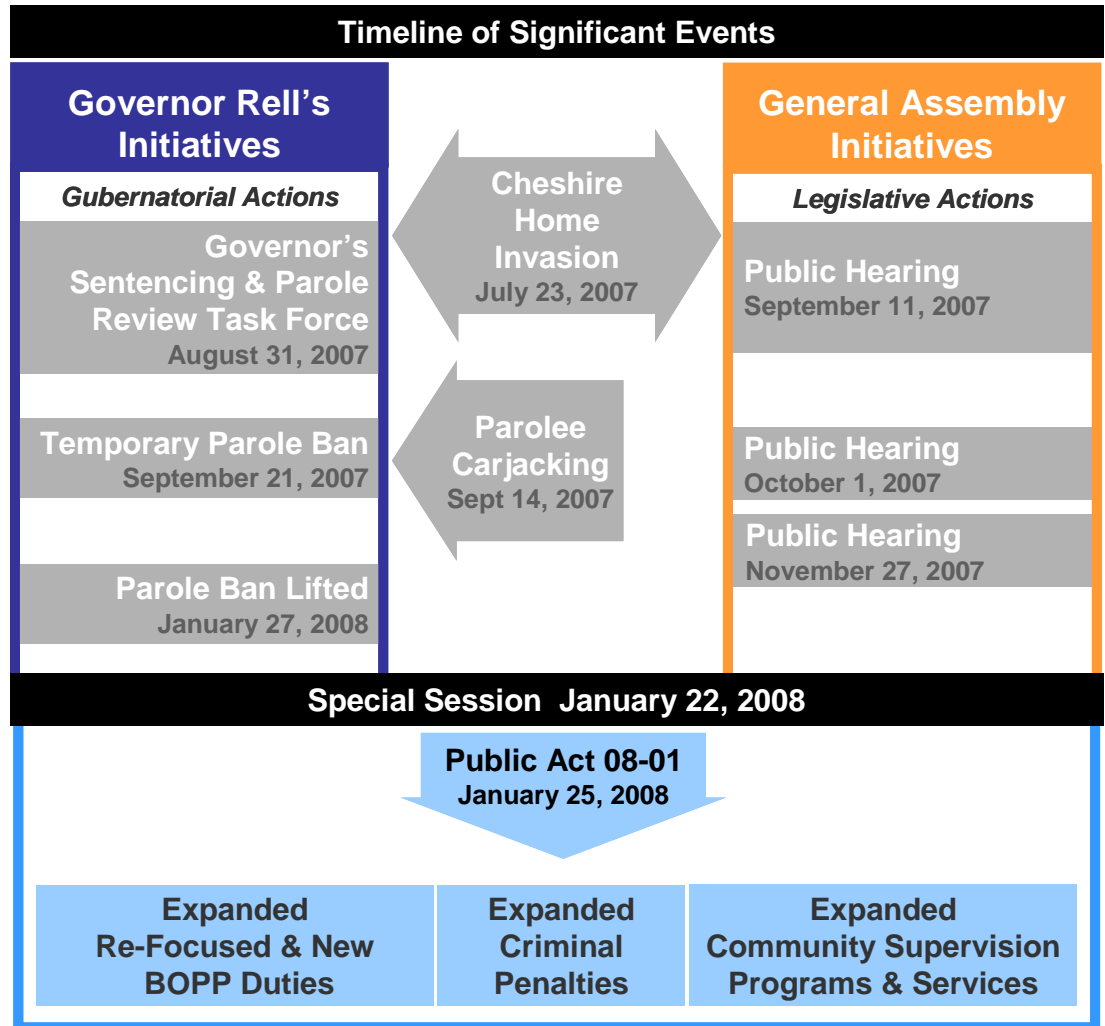 Timeline of Significant Events
Governor Rell’s
Initiatives
Gubernatorial Actions
Governor’s
Sentencing & Parole
Review Task Force
August 31, 2007
Temporary Parole Ban
September 21, 2007
Parole Ban Lifted
January 27, 2008
Cheshire
Home
Invasion
July 23, 2007
Parolee
Carjacking
Sept 14, 2007
General Assembly
Initiatives
Legislative Actions
Public Hearing
September 11, 2007
Public Hearing
October 1, 2007
Public Hearing
November 27, 2007
Special Session  January 22, 2008
Public Act 08-01
January 25, 2008
Expanded
Re-Focused & New
BOPP Duties
Expanded
Criminal
Penalties
Expanded
Community Supervision
Programs & Services